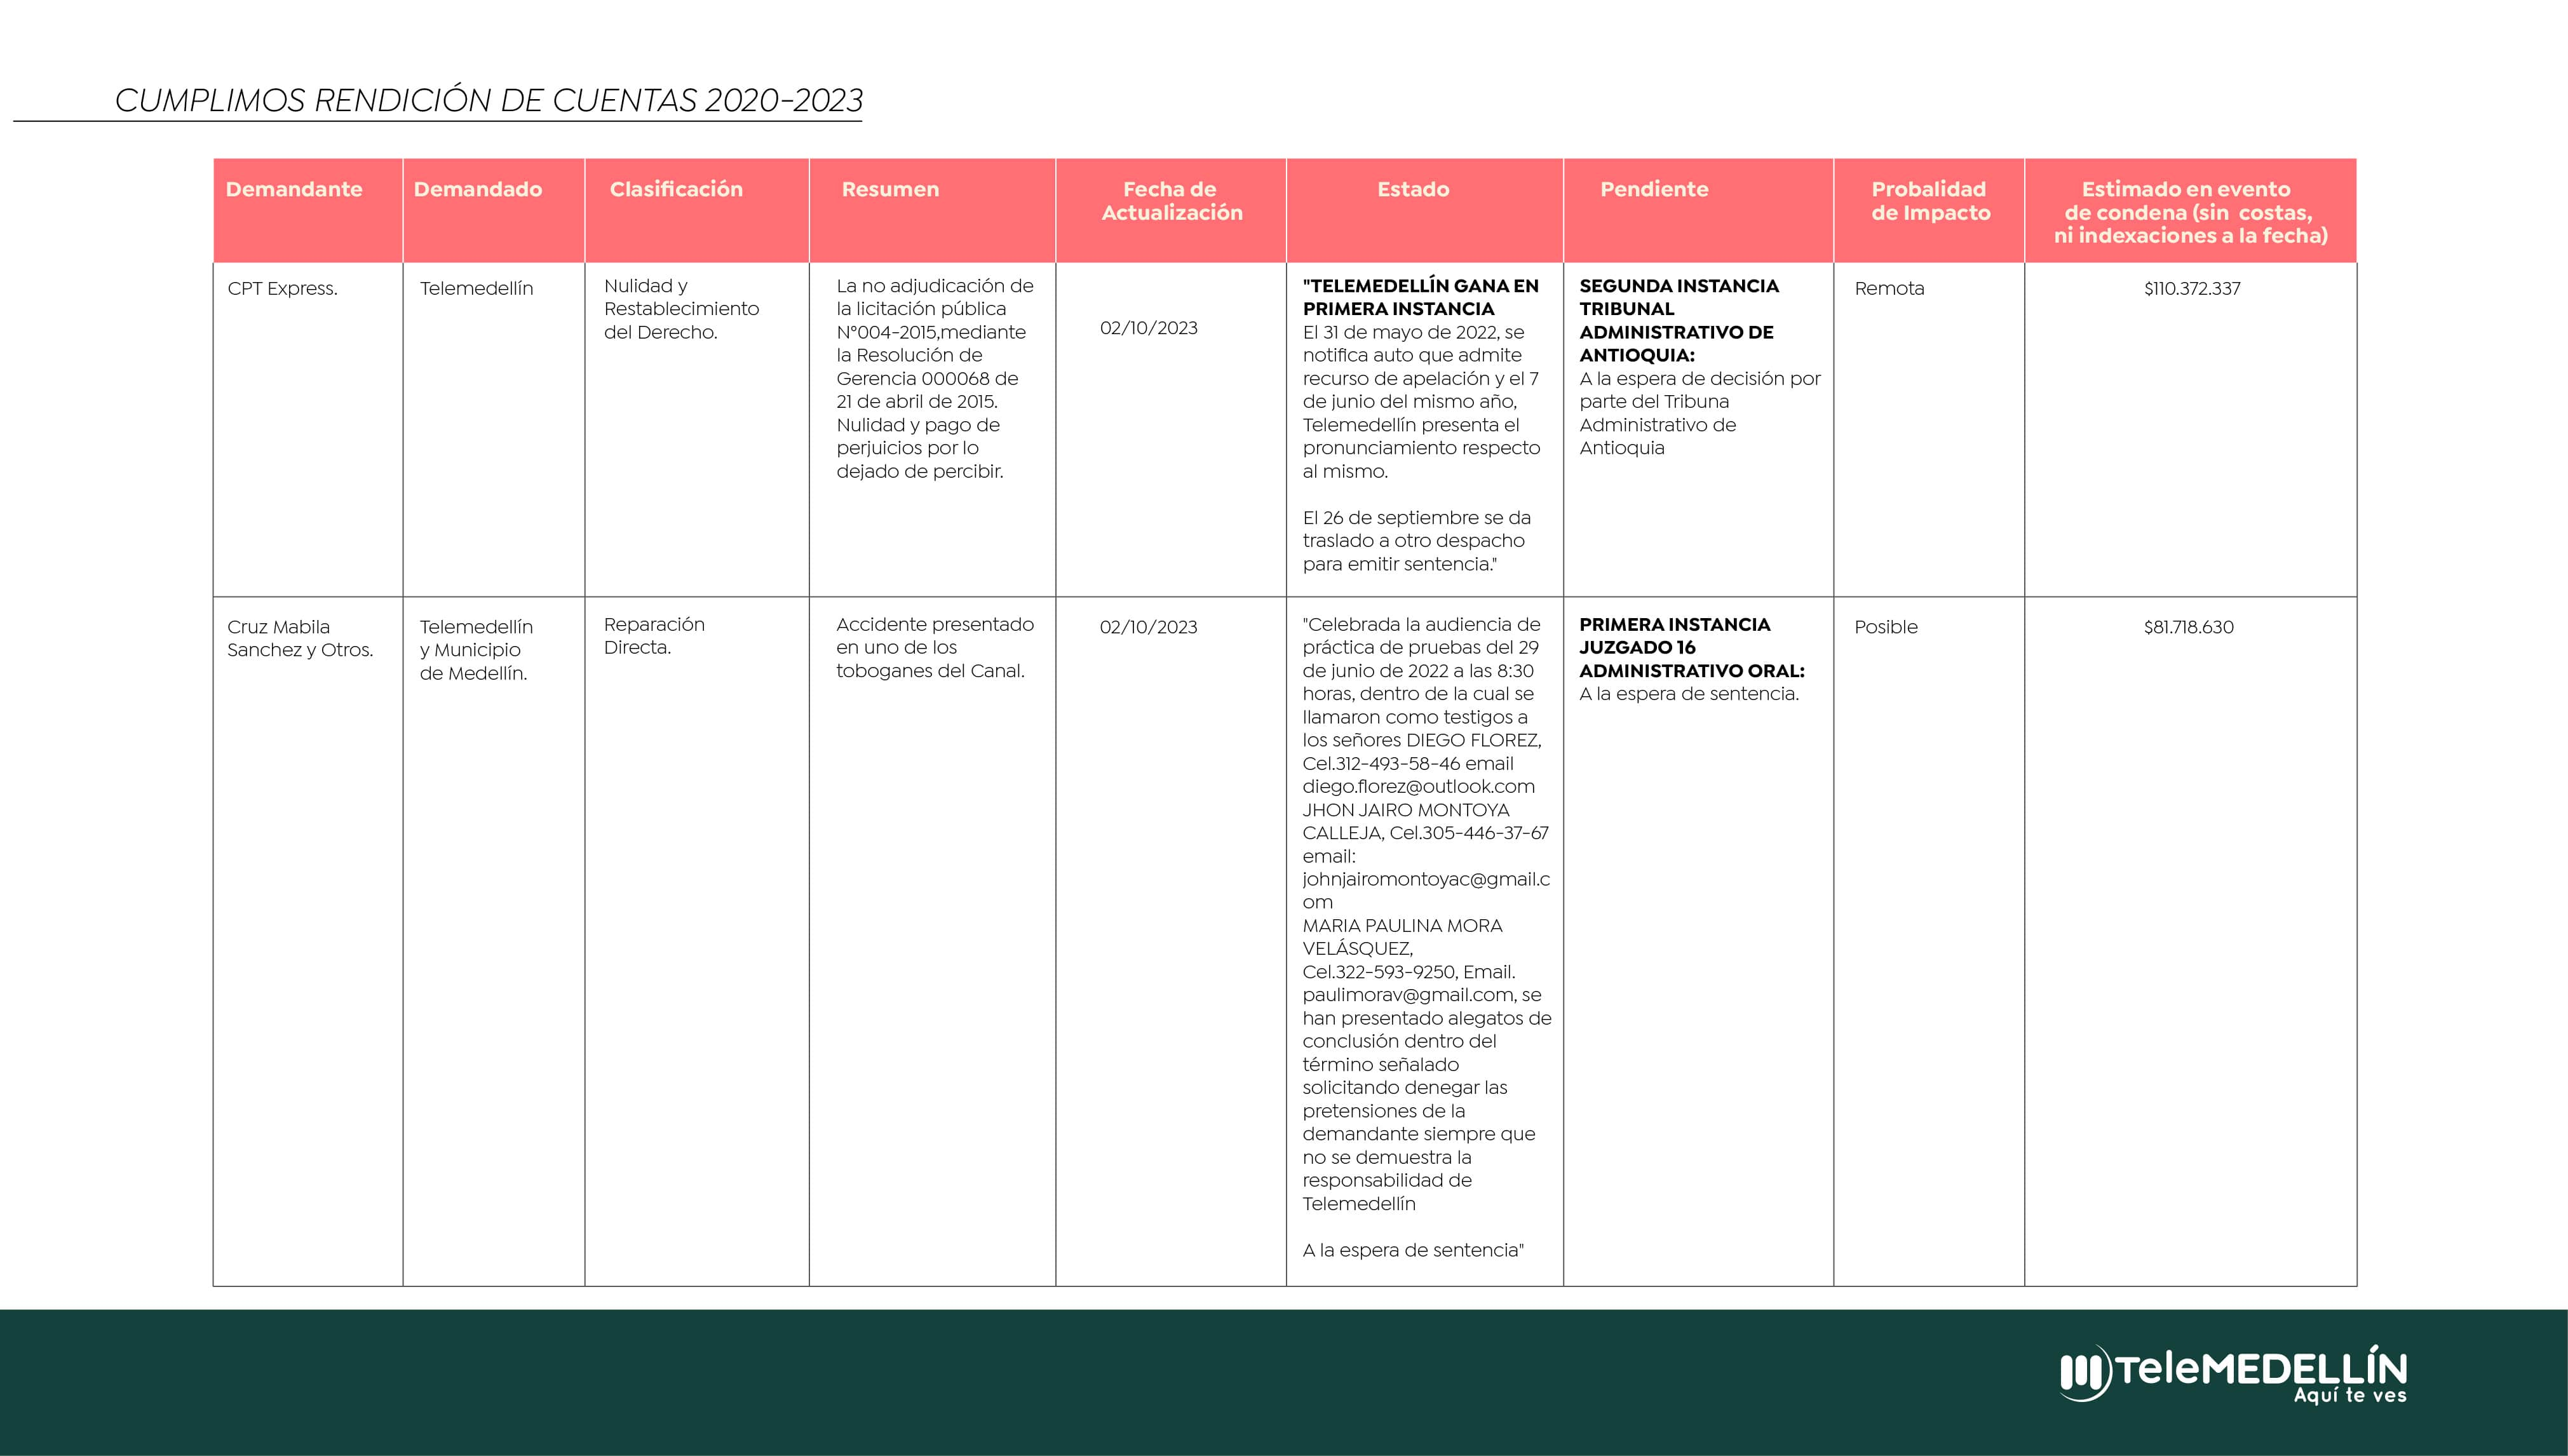 CUMPLIMOS RENDICIÓN DE CUENTAS 2020-2023
Demandante
Demandado
Clasificación
Resumen
Fecha de
Actualización
Estado
Pendiente
Probalidad
de Impacto
Estimado en evento
de condena (sin costas,
ni indexaciones a la fecha)
CPT Express.
Telemedellín
Nulidad y
Restablecimiento
del Derecho.
La no adjudicación de
la licitación pública
N°004-2015,mediante
la Resolución de
Gerencia 000068 de
21 de abril de 2015.
Nulidad y pago de
perjuicios por lo
dejado de percibir.
02/10/2023
"TELEMEDELLÍN GANA EN
PRIMERA INSTANCIA
El 31 de mayo de 2022, se
notifica auto que admite
recurso de apelación y el 7
de junio del mismo año,
Telemedellín presenta el
pronunciamiento respecto
al mismo.
El 26 de septiembre se da
traslado a otro despacho
para emitir sentencia."
SEGUNDA INSTANCIA
TRIBUNAL
ADMINISTRATIVO DE
ANTIOQUIA:
A la espera de decisión por
parte del Tribuna
Administrativo de
Antioquia
Remota
$110.372.337
Cruz Mabila
Sanchez y Otros.
Telemedellín
y Municipio
de Medellín.
Reparación
Directa.
Accidente presentado
en uno de los
toboganes del Canal.
02/10/2023
"Celebrada la audiencia de
práctica de pruebas del 29
de junio de 2022 a las 8:30
horas, dentro de la cual se
llamaron como testigos a
los señores DIEGO FLOREZ,
Cel.312-493-58-46 email
diego.florez@outlook.com
JHON JAIRO MONTOYA
CALLEJA, Cel.305-446-37-67
email:
johnjairomontoyac@gmail.c
om
MARIA PAULINA MORA
VELÁSQUEZ,
Cel.322-593-9250, Email.
paulimorav@gmail.com, se
han presentado alegatos de
conclusión dentro del
término señalado
solicitando denegar las
pretensiones de la
demandante siempre que
no se demuestra la
responsabilidad de
Telemedellín
A la espera de sentencia"
PRIMERA INSTANCIA
JUZGADO 16
ADMINISTRATIVO ORAL:
A la espera de sentencia.
Posible
$81.718.630
TeleMEDELLÍN
Aquí te ves